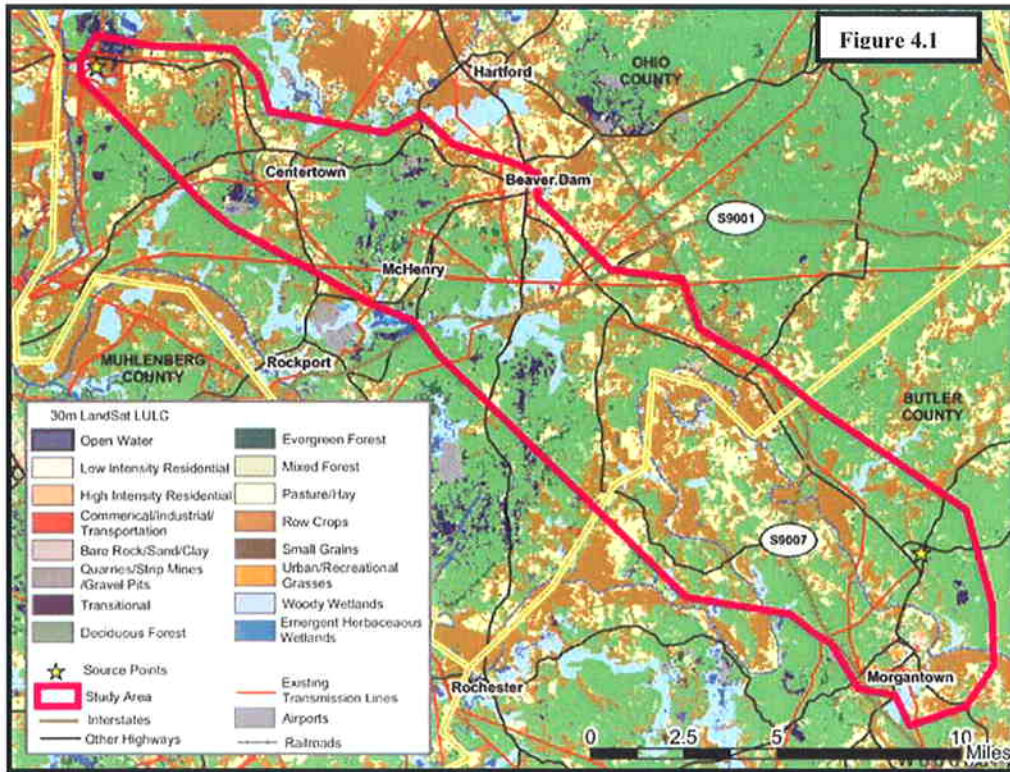 Figure 4.1
OHIO
COUNTY
Hartford
Centertown
Beaver.Dam
S9001
McHenry
MUHLENBERG
COUNTY
Rockport
BUTLER
COUNTY
S9007
Rochester
Morgantown
30m LandSat LULC
Open Water
Low Intensity Residential
High Intensity Residential
Commerical/Industrial/
Transportation
Bare Rock/Sand/Clay
Quarries/Strip Mines
/Gravel Pits
Transitional
Deciduous Forest
Evergreen Forest
Mixed Forest
Pasture/Hay
Row Crops
Small Grains
Urban/Recreational
Grasses
Woody Wetlands
Emergent Herbaceaous
Wetlands
Source Points
Study Area
Interstates
Other Highways
Existing
Transmission Lines
Airports
Railroads
0 2.5 5 10
Miles